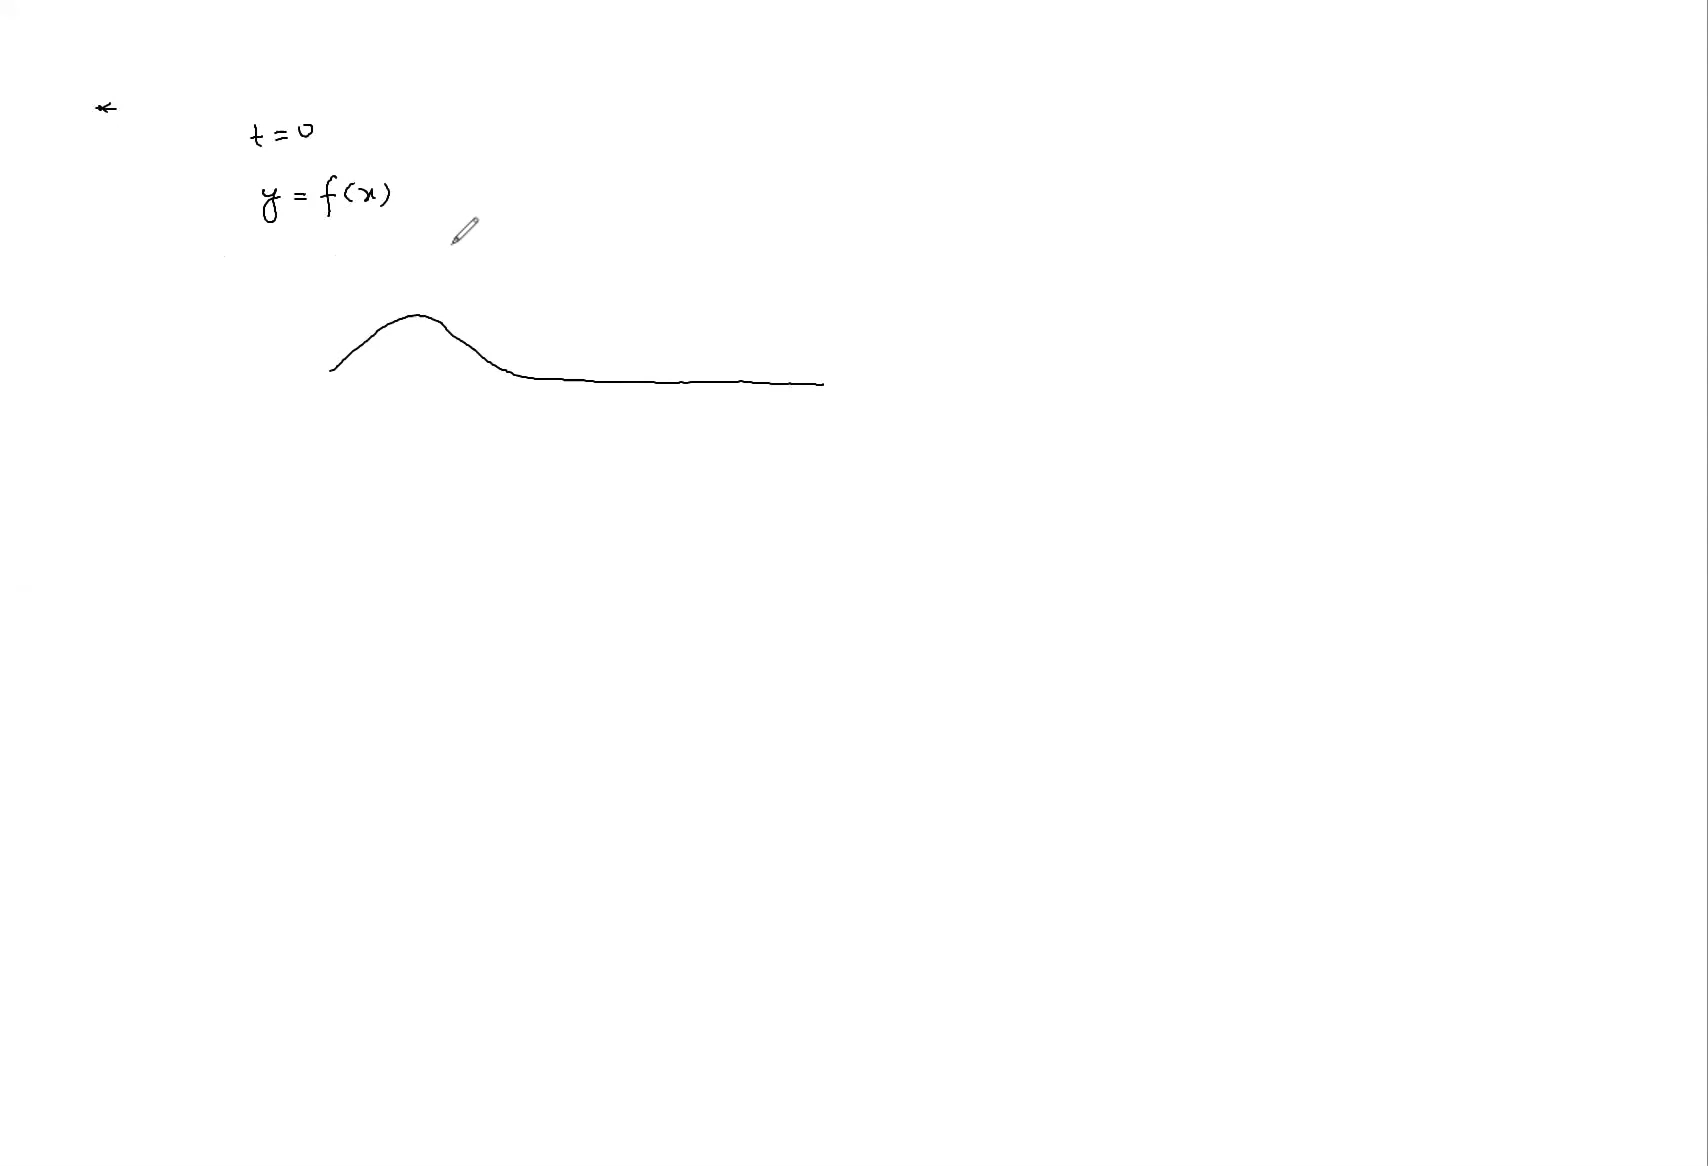 t = 0
y = f(x)